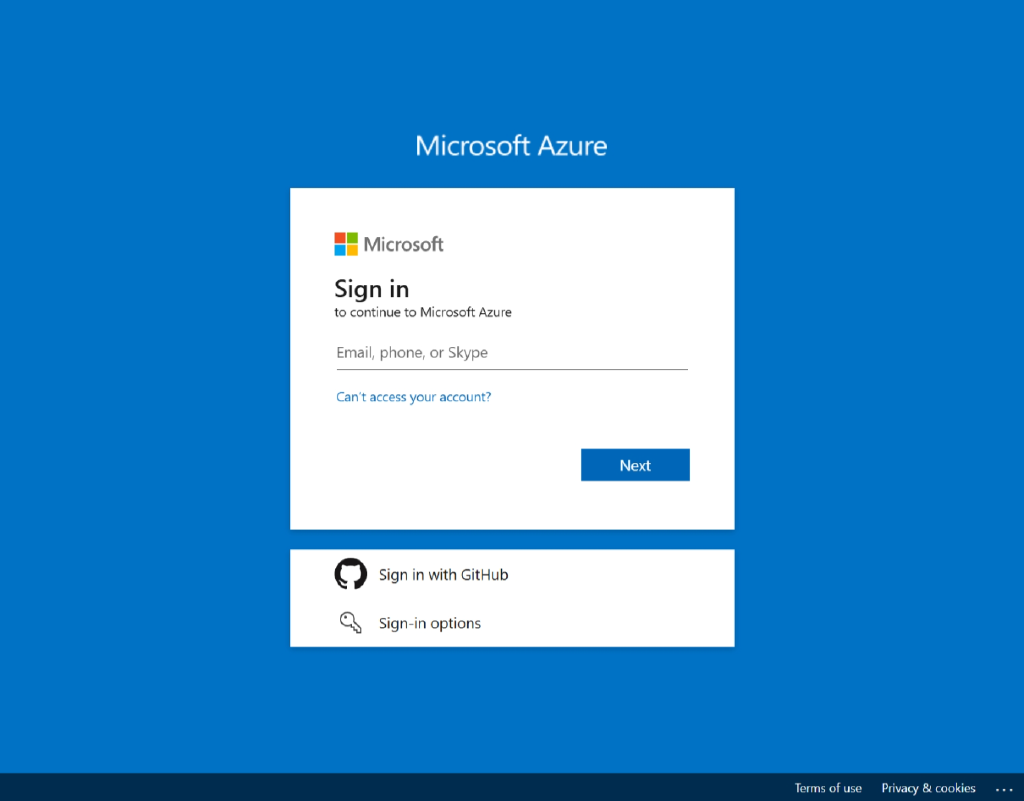 Microsoft Azure
Microsoft
Sign in
to continue to Microsoft Azure
Email, phone, or Skype
Can't access your account?
Next
Sign in with GitHub
Sign-in options
Terms of use Privacy & cookies ...